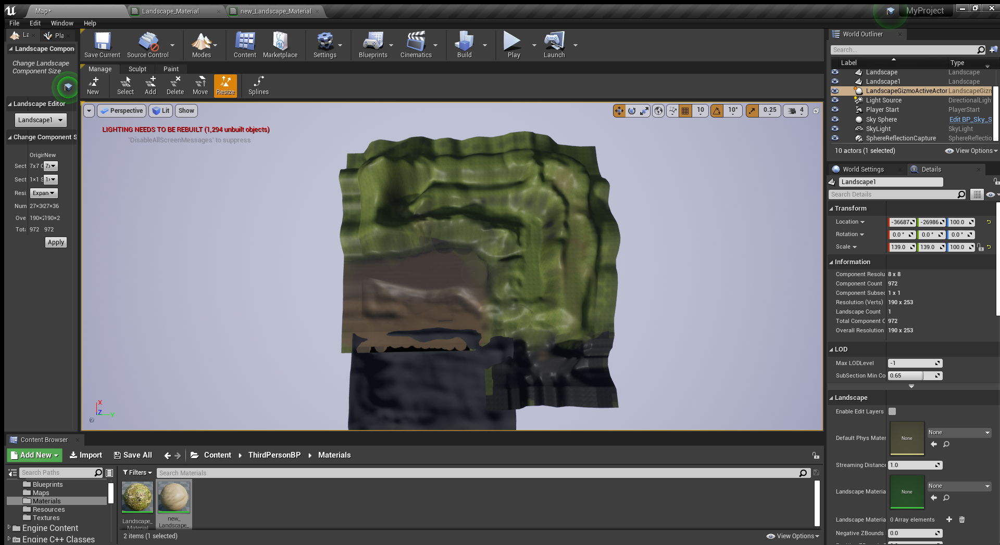 Map*
Landscape_Material
new_Landscape_Material
MyProject
File Edit Window Help
La
Pla
Landscape Compon
Change Landscape
Component Size
Landscape Editor
Landscape1
Change Component S
OriginNew
Sect 7x7 7x
Sect 1×1 S 1x
Resi: Expan
Num 27×3 27×36
Ove 190×2 190×2
Tot 972 972
Apply
Save Current
Source Control
Modes
Content
Marketplace
Settings
Blueprints
Cinematics
Build
Play
Launch
Manage Sculpt Paint
New
Select
Add
Delete
Move
Resize
Splines
Perspective
Lit
Show
10
10°
0.25
4
LIGHTING NEEDS TO BE REBUILT (1,294 unbuilt objects)
'DisableAllScreenMessages' to suppress
X
Z
Y
World Outliner
Search...
Label Type
Landscape Landscape
Landscape1 Landscape
LandscapeGizmoActiveActor LandscapeGizn
Light Source DirectionalLigh
Player Start PlayerStart
Sky Sphere Edit BP_Sky_S
SkyLight SkyLight
SphereReflectionCapture SphereReflectio
10 actors (1 selected)
View Options
World Settings
Details
Landscape1
Search Details
Transform
Location -36687 -26986 100.0
Rotation 0.0 ° 0.0 ° 0.0 °
Scale 139.0 139.0 100.0
Information
Component Resolu 8 x 8
Component Count 972
Component Subsec 1 x 1
Resolution (Verts) 190 x 253
Landscape Count 1
Total Component C 972
Overall Resolution 190 x 253
LOD
Max LODLevel -1
SubSection Min Co 0.65
Landscape
Enable Edit Layers
Default Phys Mater None None
Streaming Distance 1.0
Landscape Materia None None
Landscape Materia 0 Array elements
Negative ZBounds 0.0
Content Browser
Add New
Import
Save All
Content
ThirdPersonBP
Materials
Search Paths
Filters
Search Materials
Blueprints
Maps
Materials
Resources
Textures
Engine Content
Engine C++ Classes
Landscape_
Material
new_
Landscape_
2 items (1 selected)
View Options